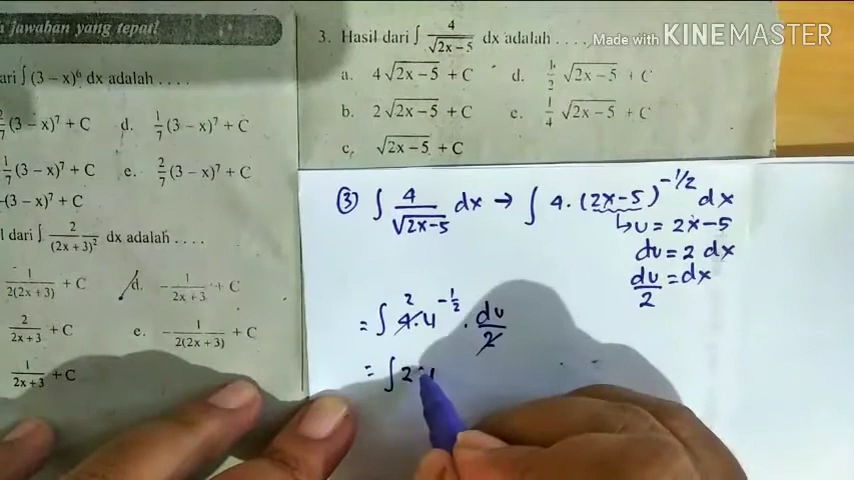 jawaban yang tepat!
ari ∫(3 – x)⁶ dx adalah . . . .
(3 – x)⁷ + C d. 1/7 (3 – x)⁷ + C
1/7 (3 – x)⁷ + C e. 2/7 (3 – x)⁷ + C
(3 – x)⁷ + C
l dari ∫ 2/(2x + 3)² dx adalah . . . .
1/(2(2x + 3)) + C d. – 1/(2x + 3) + C
2/(2x + 3) + C e. – 1/(2(2x + 3)) + C
1/(2x + 3) + C
3. Hasil dari ∫ 4/√(2x – 5) dx adalah . . . .
a. 4√(2x – 5) + C d. 1/2 √(2x – 5) + C
b. 2√(2x – 5) + C e. 1/4 √(2x – 5) + C
c. √(2x – 5) + C
Made with KINEMASTER
③ ∫ 4/√(2x-5) dx → ∫ 4 . (2x-5)^(-1/2) dx
↳ u = 2x-5
du = 2 dx
du/2 = dx
= ∫ 4 . u^(-1/2) . du/2
2
= ∫ 2